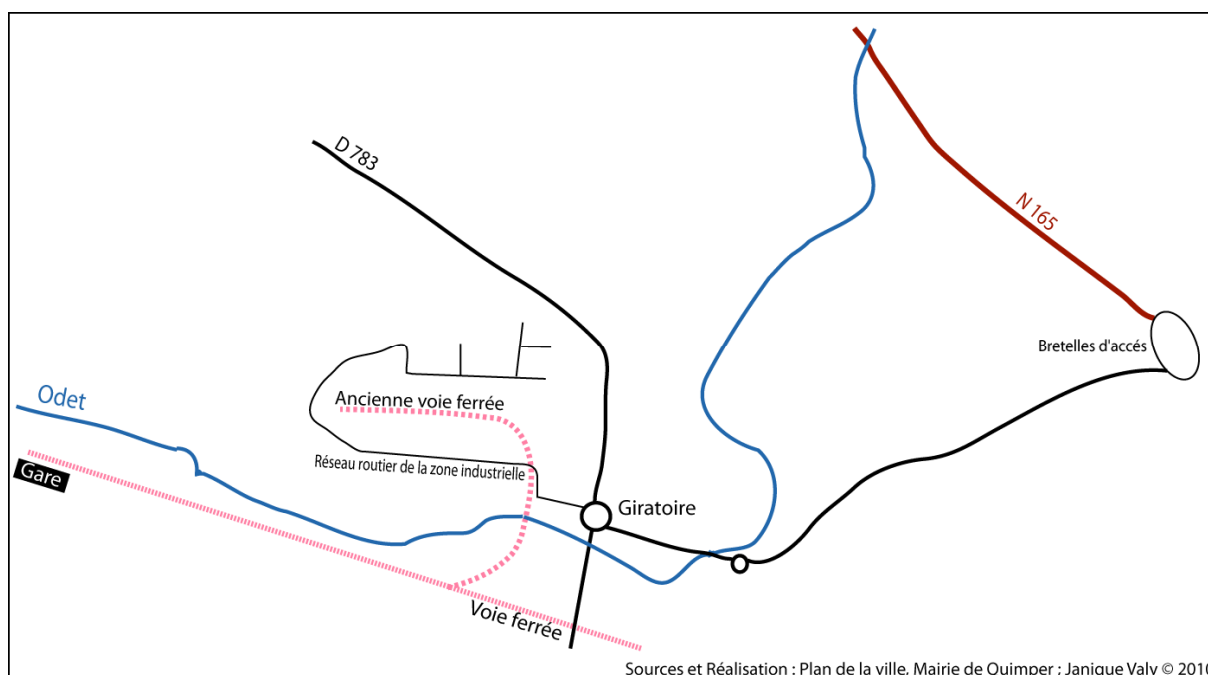 D 783
N 165
Bretelles d'accés
Odet
Ancienne voie ferrée
Gare
Réseau routier de la zone industrielle
Giratoire
Voie ferrée
Sources et Réalisation : Plan de la ville, Mairie de Quimper ; Janique Valy © 2010